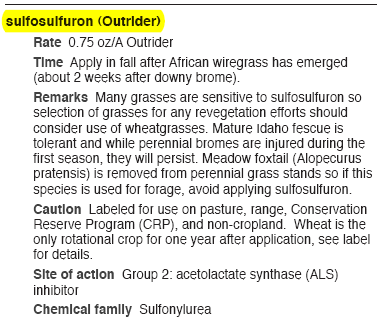 sulfosulfuron (Outrider)
Rate 0.75 oz/A Outrider
Time Apply in fall after African wiregrass has emerged
(about 2 weeks after downy brome).
Remarks Many grasses are sensitive to sulfosulfuron so
selection of grasses for any revegetation efforts should
consider use of wheatgrasses. Mature Idaho fescue is
tolerant and while perennial bromes are injured during the
first season, they will persist. Meadow foxtail (Alopecurus
pratensis) is removed from perennial grass stands so if this
species is used for forage, avoid applying sulfosulfuron.
Caution Labeled for use on pasture, range, Conservation
Reserve Program (CRP), and non-cropland. Wheat is the
only rotational crop for one year after application, see label
for details.
Site of action Group 2: acetolactate synthase (ALS)
inhibitor
Chemical family Sulfonylurea